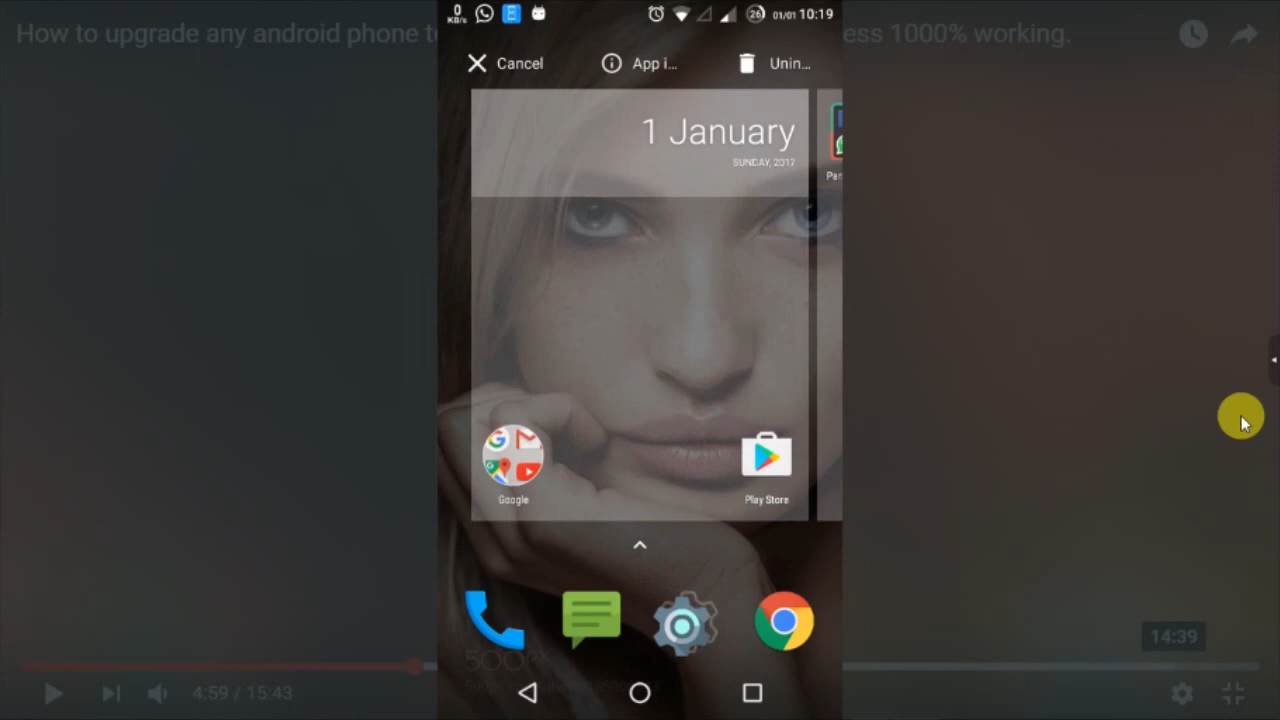 0 KB/s 26 01/01 10:19
How to upgrade any android phone t
ess 1000% working.
Cancel App i... Unin...
1 January
SUNDAY, 2017
Google
Play Store
14:39
4:59 / 15:43